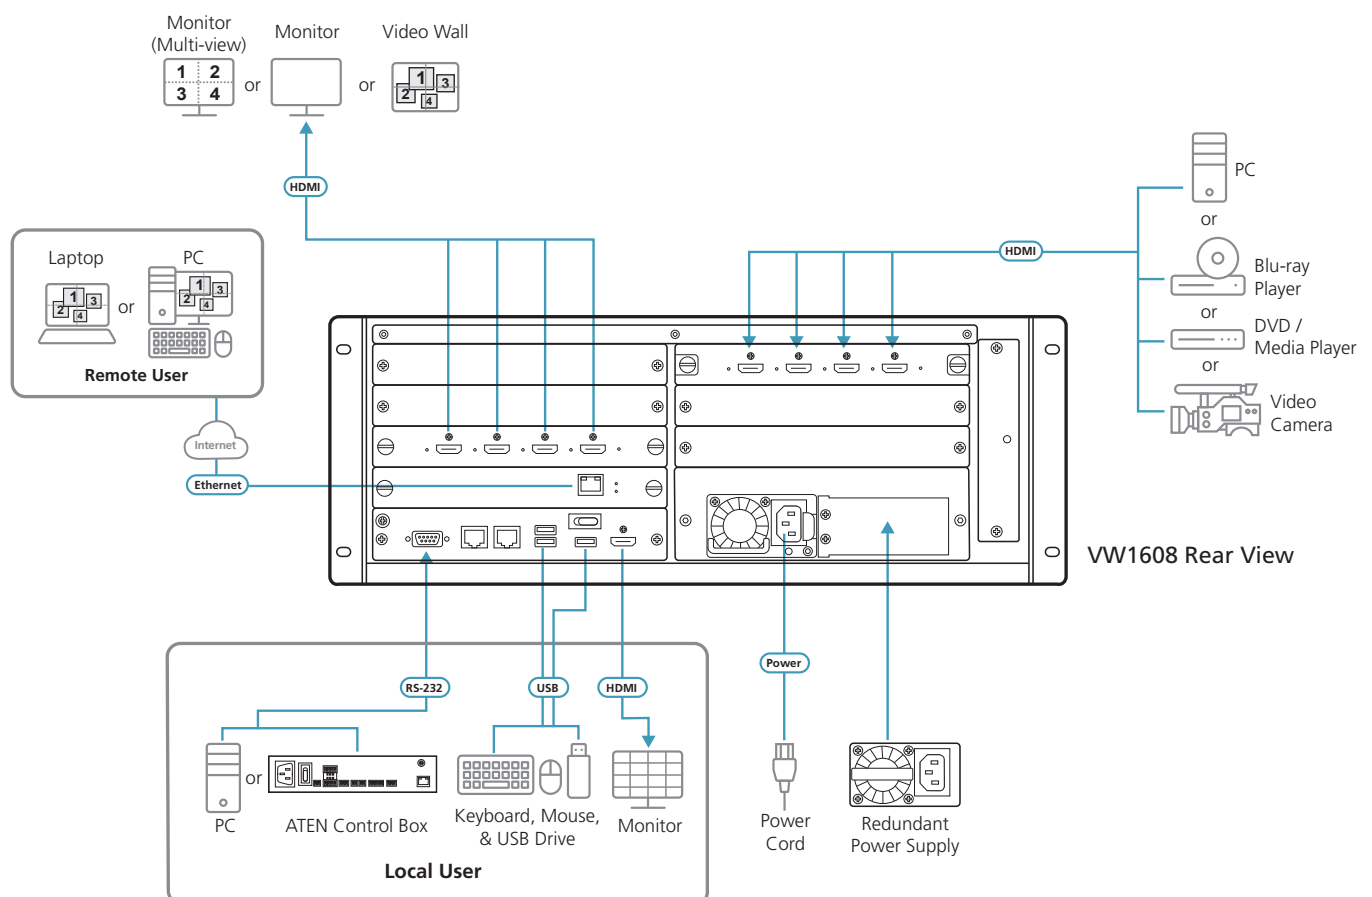 Monitor
(Multi-view)
Monitor
Video Wall
1 2
3 4
or
or
1
2
3
4
HDMI
PC
or
Blu-ray
Player
or
DVD /
Media Player
or
Video
Camera
HDMI
Laptop
PC
1
2
3
4
or
1
2
3
4
Remote User
Internet
Ethernet
VW1608 Rear View
RS-232
USB
HDMI
Power
or
PC
ATEN Control Box
Keyboard, Mouse,
& USB Drive
Monitor
Local User
Power
Cord
Redundant
Power Supply